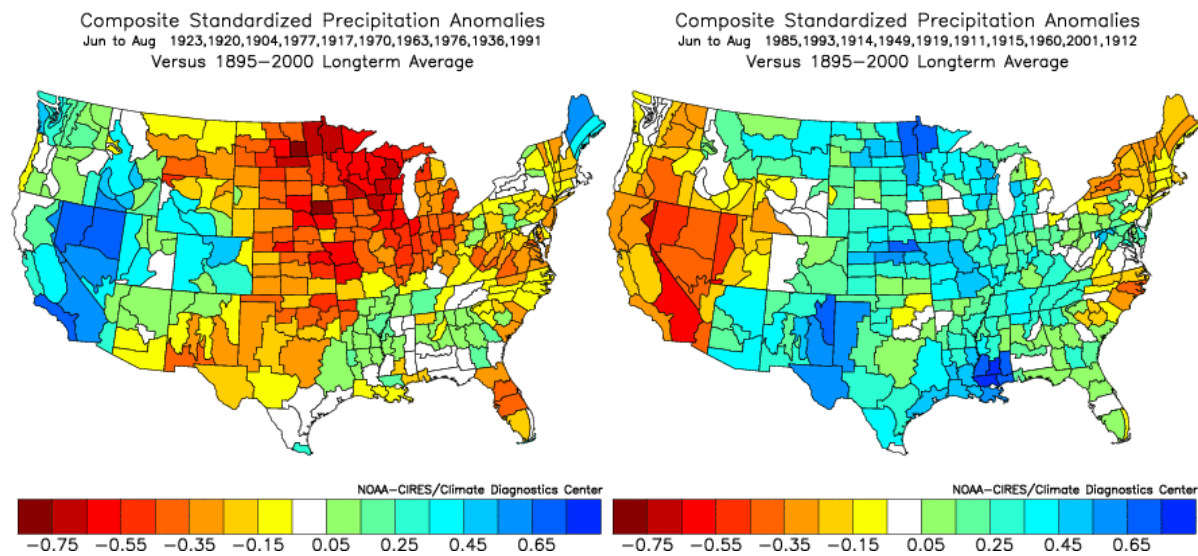 Composite Standardized Precipitation Anomalies
Jun to Aug 1923,1920,1904,1977,1917,1970,1963,1976,1936,1991
Versus 1895-2000 Longterm Average
NOAA-CIRES/Climate Diagnostics Center
-0.75 -0.55 -0.35 -0.15 0.05 0.25 0.45 0.65
Composite Standardized Precipitation Anomalies
Jun to Aug 1985,1993,1914,1949,1919,1911,1915,1960,2001,1912
Versus 1895-2000 Longterm Average
NOAA-CIRES/Climate Diagnostics Center
-0.75 -0.55 -0.35 -0.15 0.05 0.25 0.45 0.65